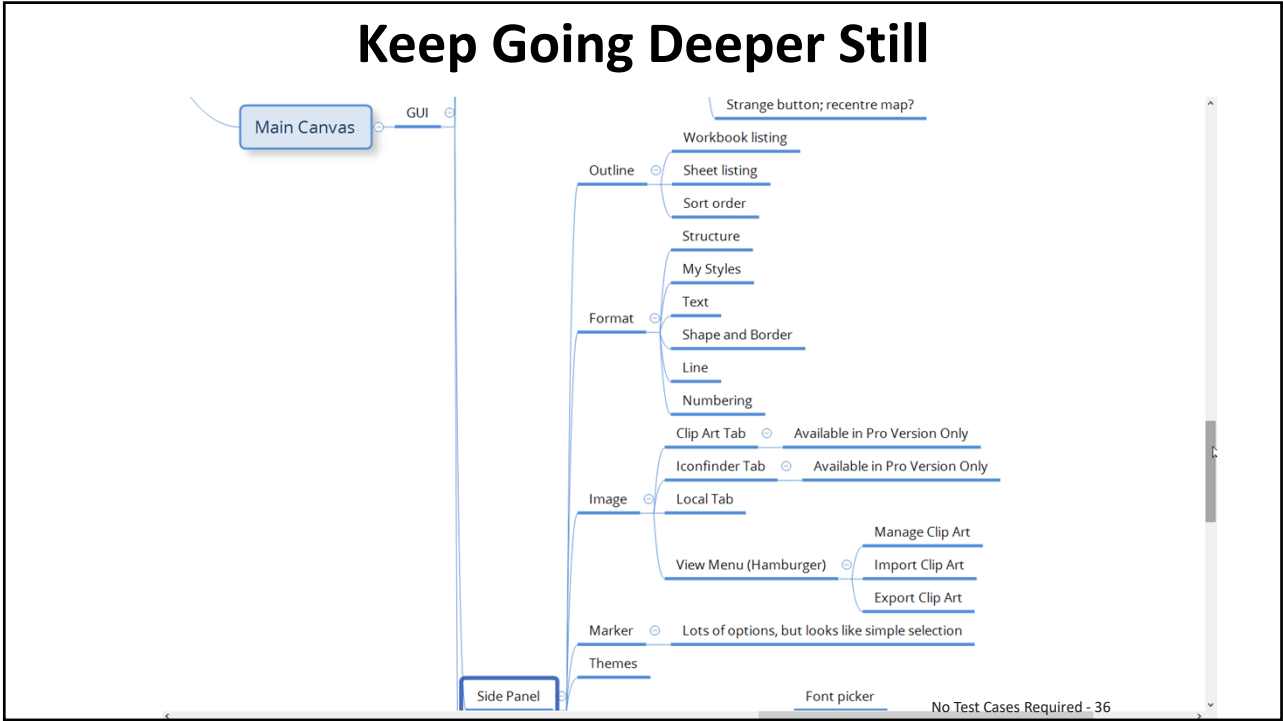 Keep Going Deeper Still
Strange button; recentre map?
Main Canvas
GUI
Workbook listing
Outline
Sheet listing
Sort order
Structure
My Styles
Text
Format
Shape and Border
Line
Numbering
Clip Art Tab
Available in Pro Version Only
Iconfinder Tab
Available in Pro Version Only
Image
Local Tab
Manage Clip Art
View Menu (Hamburger)
Import Clip Art
Export Clip Art
Marker
Lots of options, but looks like simple selection
Themes
Side Panel
Font picker
No Test Cases Required - 36